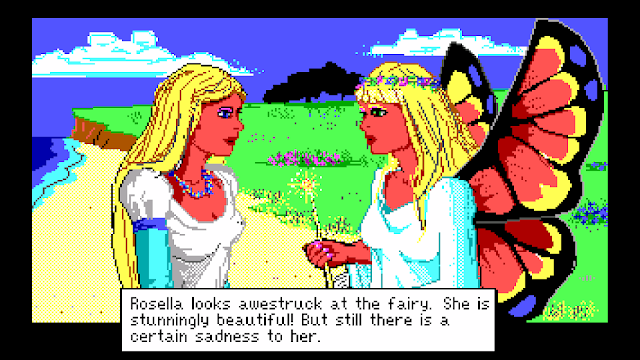 Rosella looks awestruck at the fairy. She is
stunningly beautiful! But still there is a
certain sadness to her.